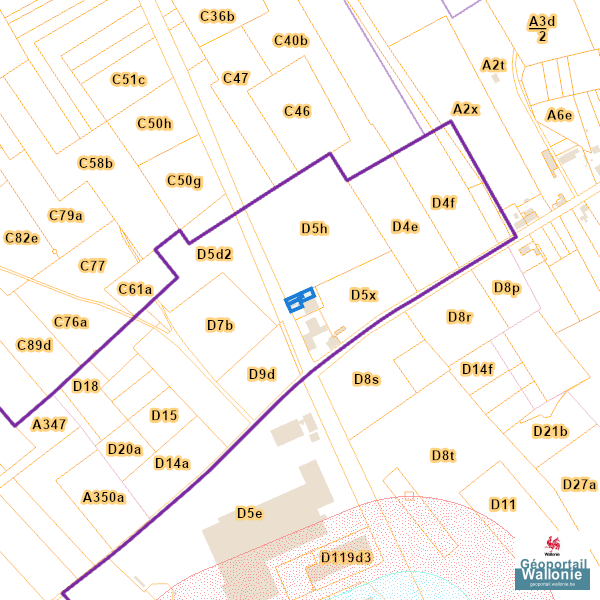 C36b
A3d
2
C40b
A2t
C51c
C47
C46
A2x
A6e
C50h
C58b
C50g
C79a
D4f
D4e
D5h
C82e
D5d2
C77
C61a
D8p
D5x
C76a
D7b
D8r
C89d
D9d
D14f
D8s
D18
D15
A347
D21b
D20a
D14a
D8t
D27a
A350a
D11
D5e
D119d3
Wallonie
Géoportail
Wallonie
geoportail.wallonie.be